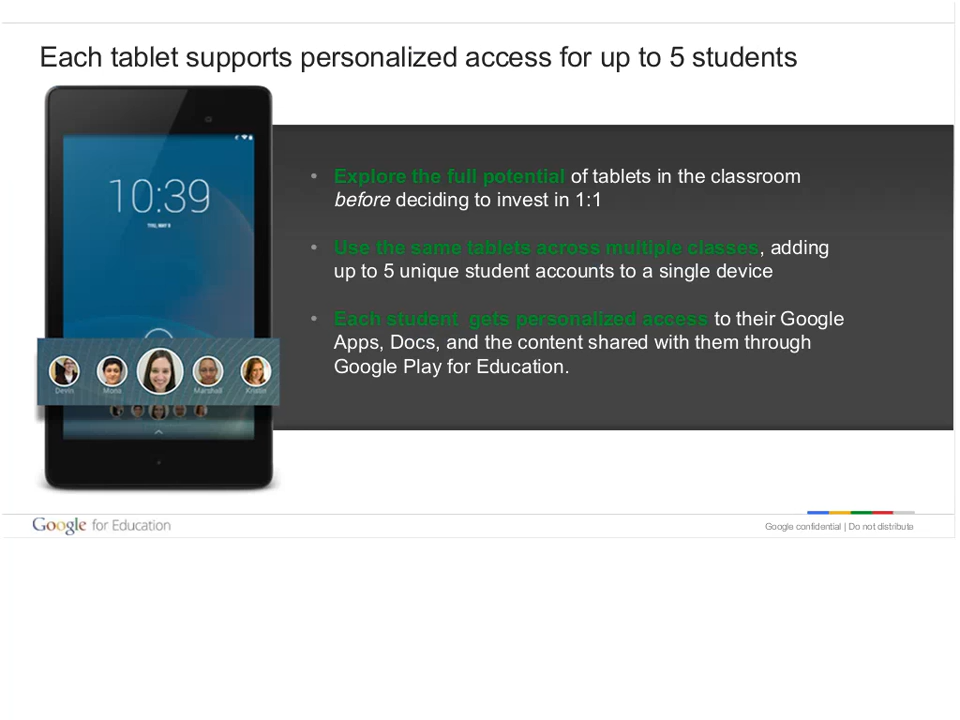 Each tablet supports personalized access for up to 5 students
10:39
THU, MAY 8
• Explore the full potential of tablets in the classroom
before deciding to invest in 1:1
• Use the same tablets across multiple classes, adding
up to 5 unique student accounts to a single device
• Each student  gets personalized access to their Google
Apps, Docs, and the content shared with them through
Google Play for Education.
Devin Mona Marshall Kristin
Google for Education
Google confidential | Do not distribute